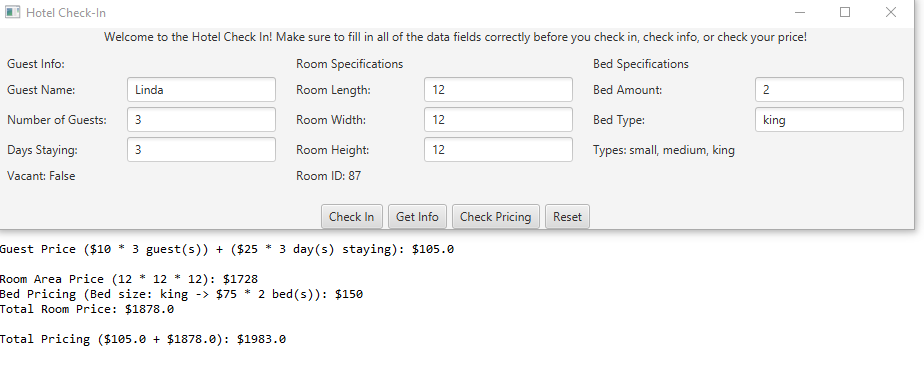 Hotel Check-In
Welcome to the Hotel Check In! Make sure to fill in all of the data fields correctly before you check in, check info, or check your price!
Guest Info: Room Specifications Bed Specifications
Guest Name: Linda Room Length: 12 Bed Amount: 2
Number of Guests: 3 Room Width: 12 Bed Type: king
Days Staying: 3 Room Height: 12 Types: small, medium, king
Vacant: False Room ID: 87
Check In Get Info Check Pricing Reset
Guest Price ($10 * 3 guest(s)) + ($25 * 3 day(s) staying): $105.0
Room Area Price (12 * 12 * 12): $1728
Bed Pricing (Bed size: king -> $75 * 2 bed(s)): $150
Total Room Price: $1878.0
Total Pricing ($105.0 + $1878.0): $1983.0